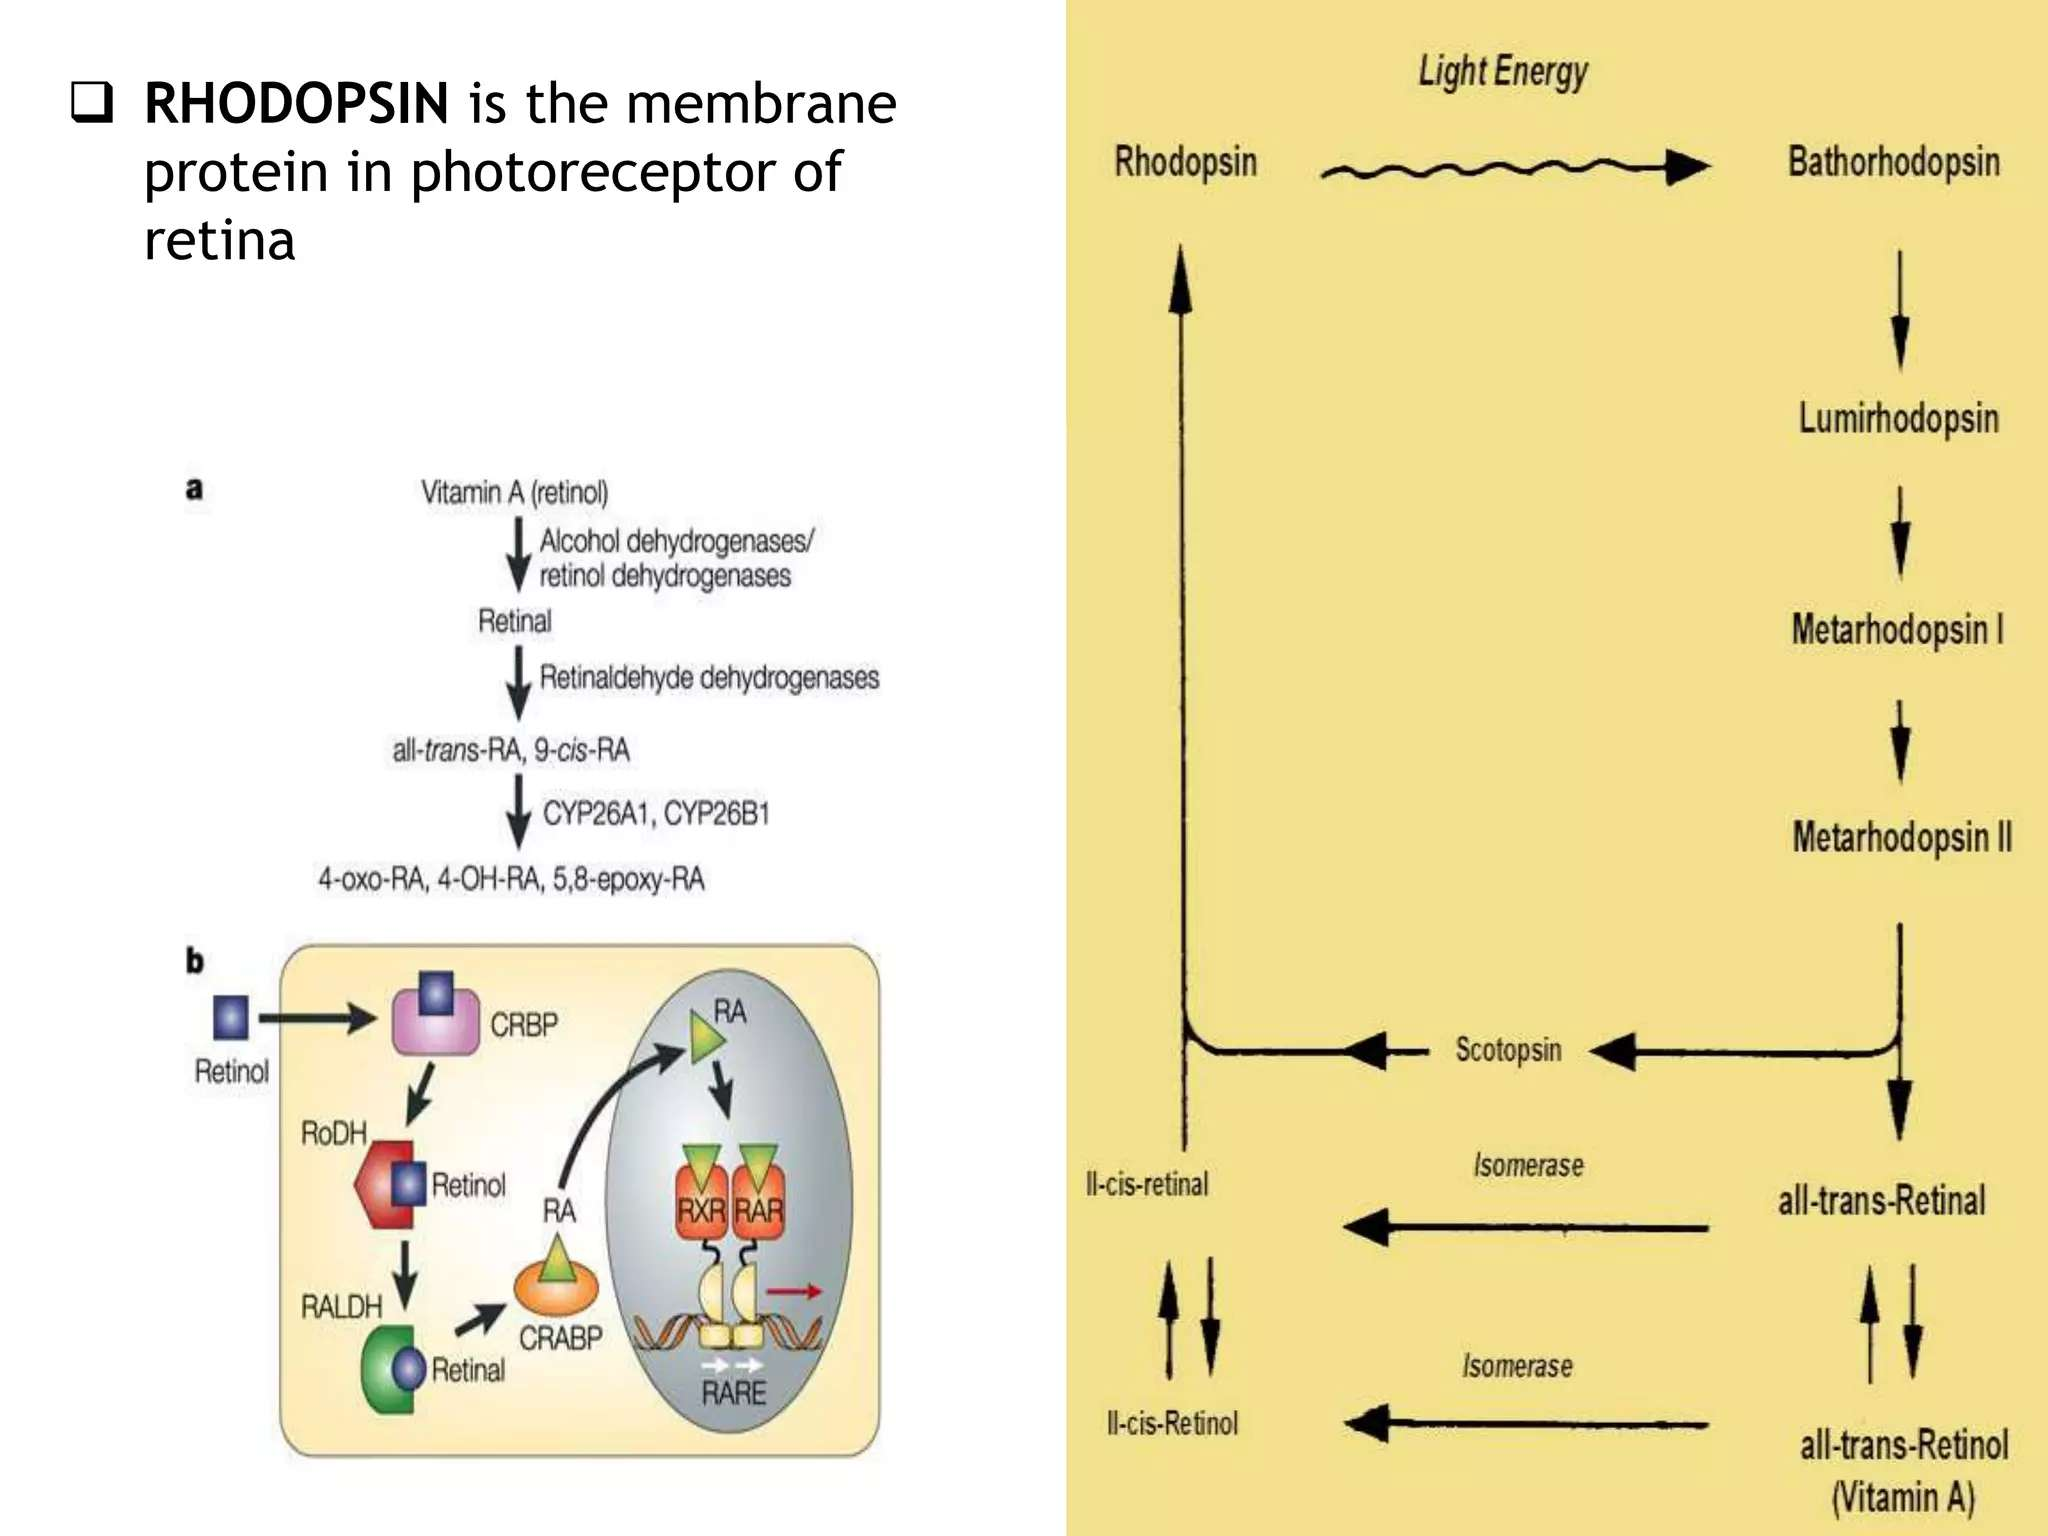 ❑ RHODOPSIN is the membrane
protein in photoreceptor of
retina
a
Vitamin A (retinol)
Alcohol dehydrogenases/
retinol dehydrogenases
Retinal
Retinaldehyde dehydrogenases
all-trans-RA, 9-cis-RA
CYP26A1, CYP26B1
4-oxo-RA, 4-OH-RA, 5,8-epoxy-RA
b
Retinol
CRBP
RoDH
Retinol
RALDH
Retinal
RA
CRABP
RA
RXR RAR
RARE
Light Energy
Rhodopsin
Bathorhodopsin
Lumirhodopsin
Metarhodopsin I
Metarhodopsin II
Scotopsin
Isomerase
II-cis-retinal
all-trans-Retinal
Isomerase
II-cis-Retinol
all-trans-Retinol
(Vitamin A)